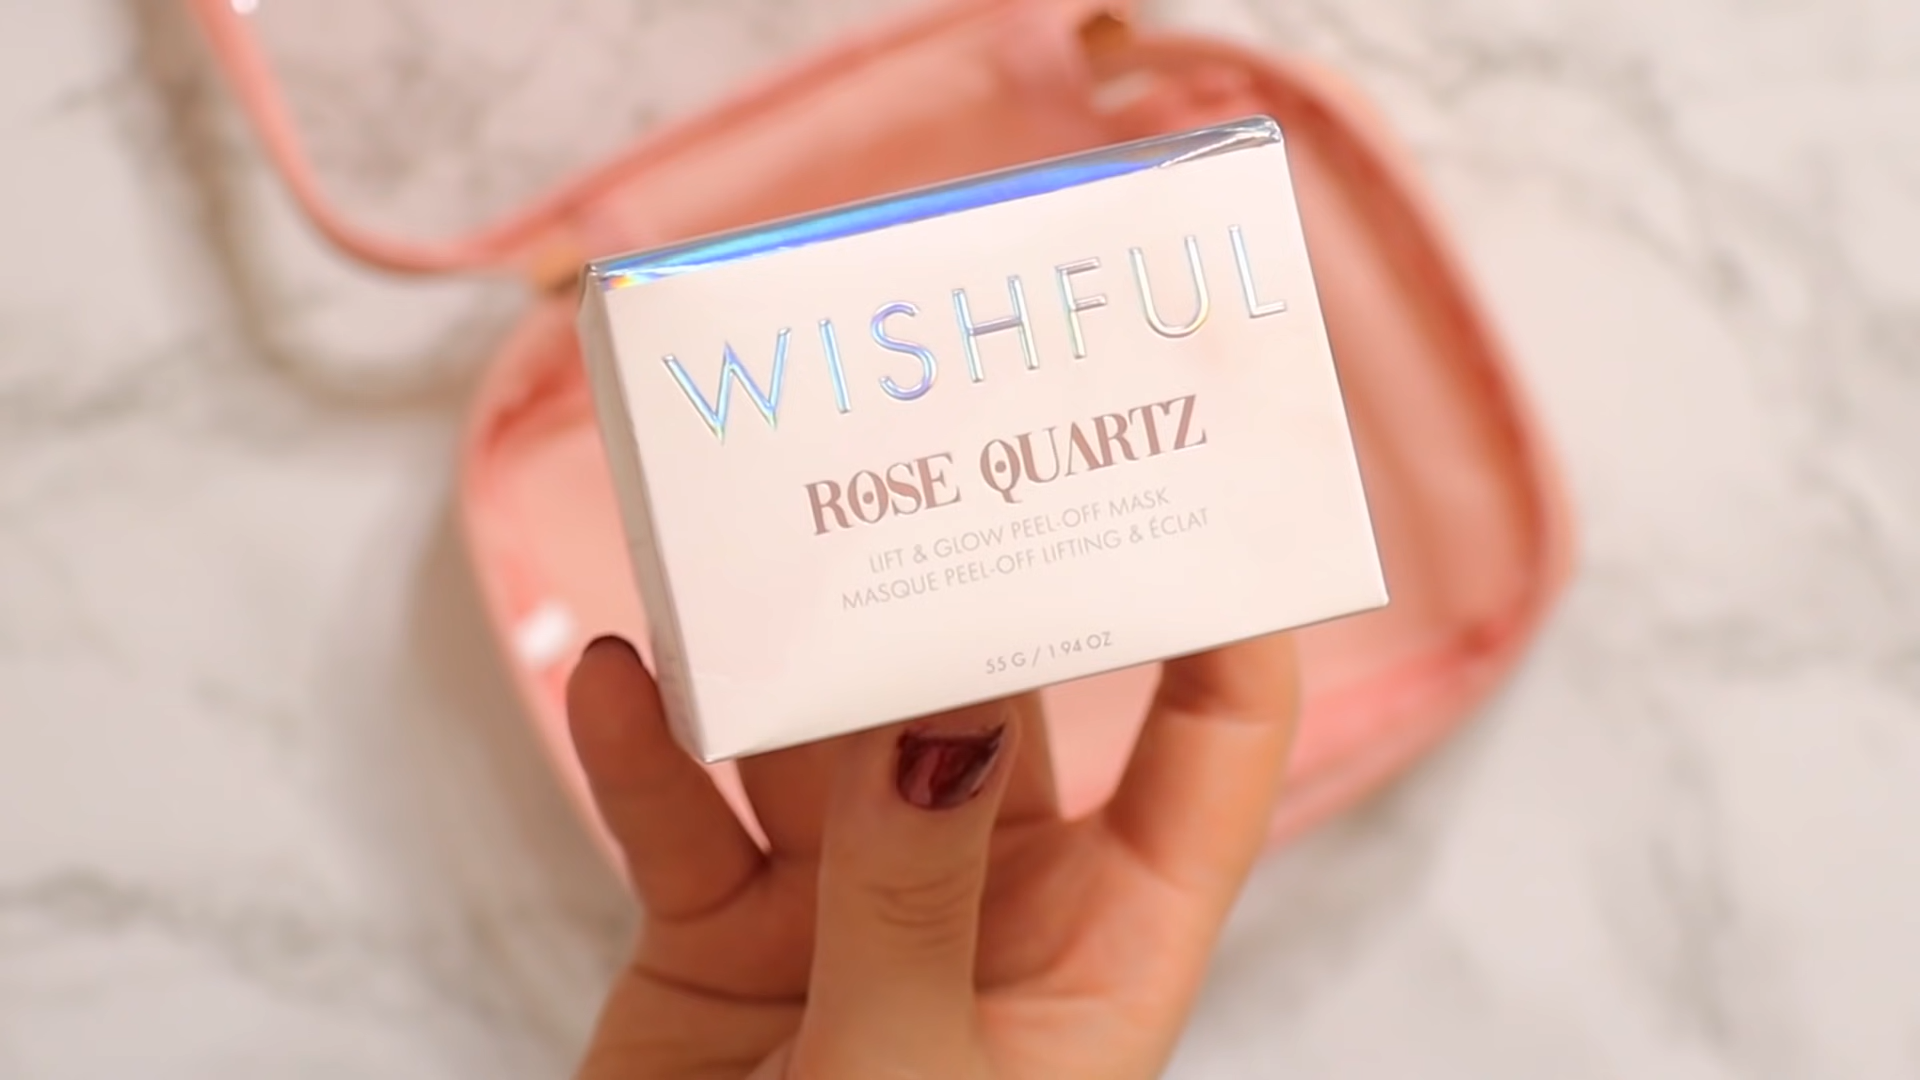 WISHFUL
ROSE QUARTZ
LIFT & GLOW PEEL-OFF MASK
MASQUE PEEL-OFF LIFTING & ÉCLAT
55 G / 1.94 OZ